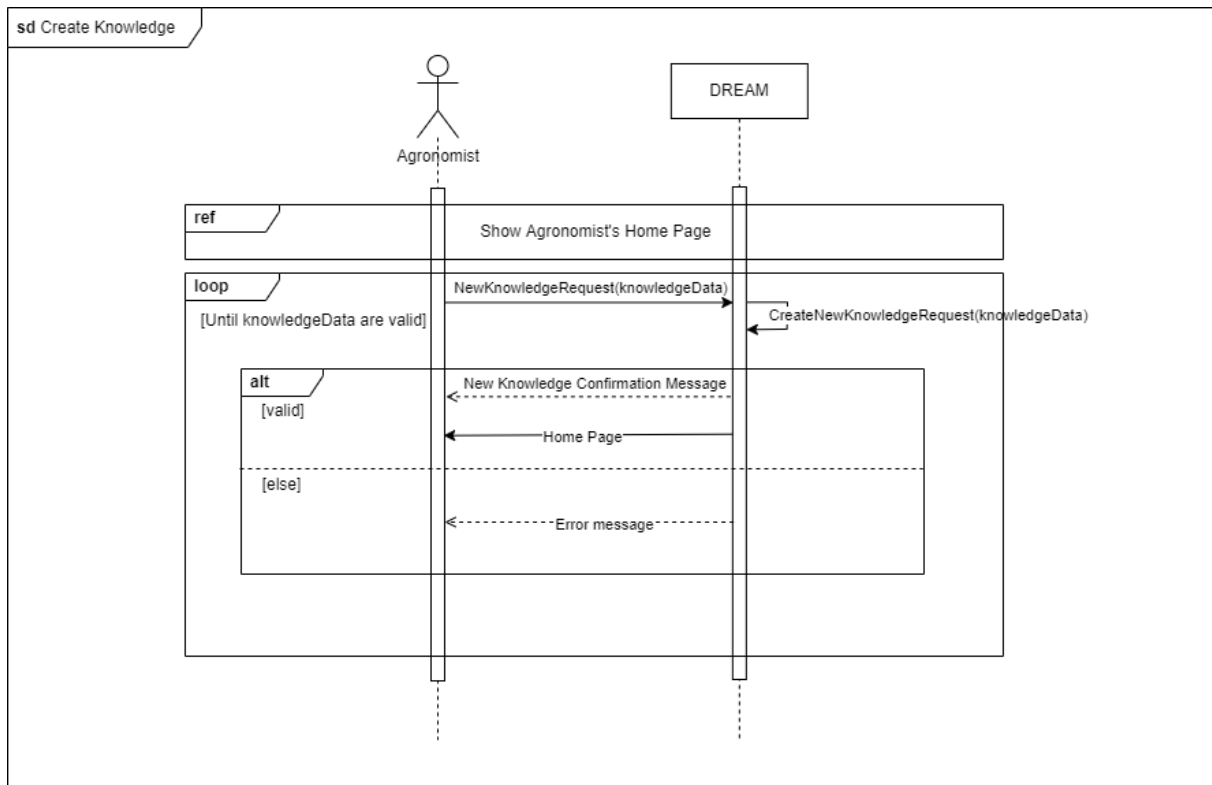 sd Create Knowledge
DREAM
Agronomist
ref
Show Agronomist's Home Page
loop
NewKnowledgeRequest(knowledgeData)
[Until knowledgeData are valid]
CreateNewKnowledgeRequest(knowledgeData)
alt
New Knowledge Confirmation Message
[valid]
Home Page
[else]
Error message